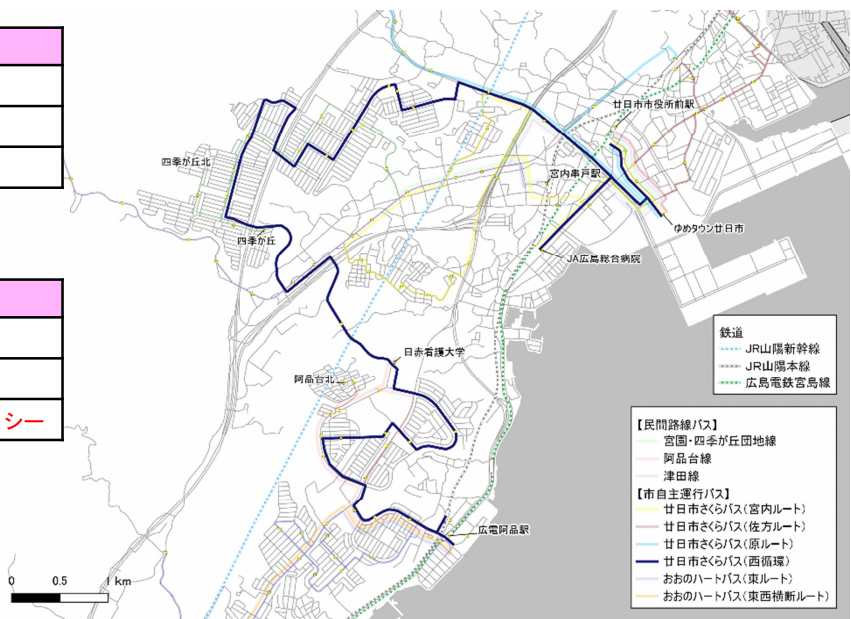 廿日市市役所前駅
四季が丘北
宮内串戸駅
ゆめタウン廿日市
四季が丘
JA広島総合病院
日赤看護大学
阿品台北
広電阿品駅
シー
鉄道
JR山陽新幹線
JR山陽本線
広島電鉄宮島線
【民間路線バス】
宮園・四季が丘団地線
阿品台線
津田線
【市自主運行バス】
廿日市さくらバス(宮内ルート)
廿日市さくらバス(佐方ルート)
廿日市さくらバス(原ルート)
廿日市さくらバス(西循環)
おおのハートバス(東ルート)
おおのハートバス(東西横断ルート)
0 0.5 1 km